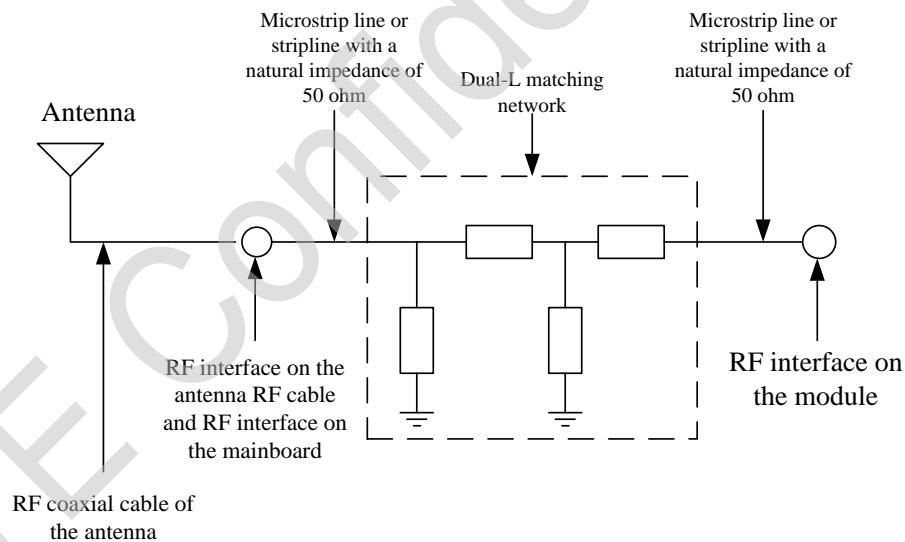 Microstrip line or
stripline with a
natural impedance of
50 ohm
Dual-L matching
network
Microstrip line or
stripline with a
natural impedance of
50 ohm
Antenna
RF interface on the
antenna RF cable
and RF interface on
the mainboard
RF interface on
the module
RF coaxial cable of
the antenna
E Confide